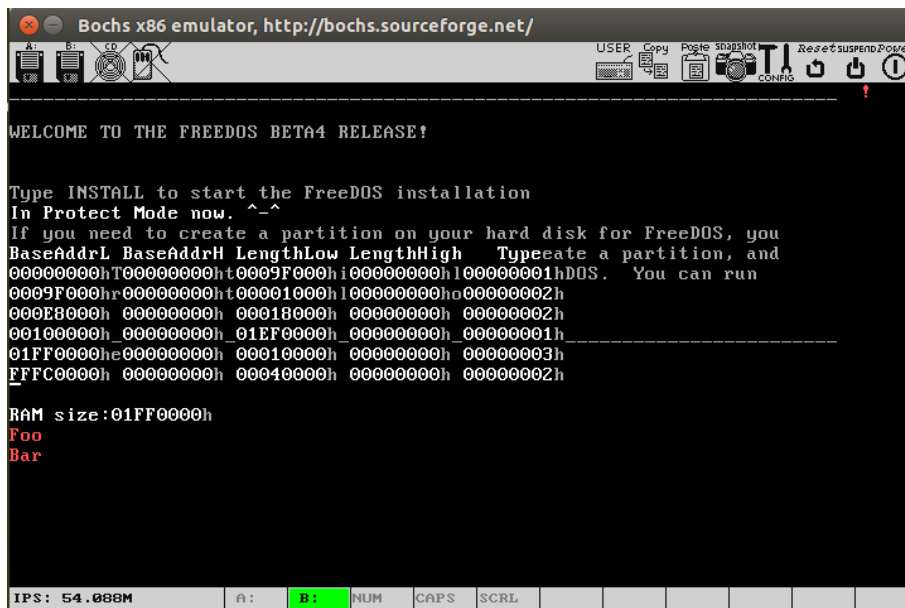 Bochs x86 emulator, http://bochs.sourceforge.net/
A: B: CD USER Copy Paste snapshot CONFIG Reset SUSPEND Powe
!
WELCOME TO THE FREEDOS BETA4 RELEASE!
Type INSTALL to start the FreeDOS installation
In Protect Mode now. ^-^
If you need to create a partition on your hard disk for FreeDOS, you
BaseAddrL BaseAddrH LengthLow LengthHigh   Typeeate a partition, and
00000000hT00000000ht0009F000hi00000000hl00000001hDOS.  You can run
0009F000hr00000000ht00001000hl00000000ho00000002h
000E8000h 00000000h 00018000h 00000000h 00000002h
00100000h_00000000h_01EF0000h_00000000h_00000001h________________________
01FF0000he00000000h 00010000h 00000000h 00000003h
FFFC0000h 00000000h 00040000h 00000000h 00000002h
RAM size:01FF0000h
Foo
Bar
IPS: 54.088M A: B: NUM CAPS SCRL